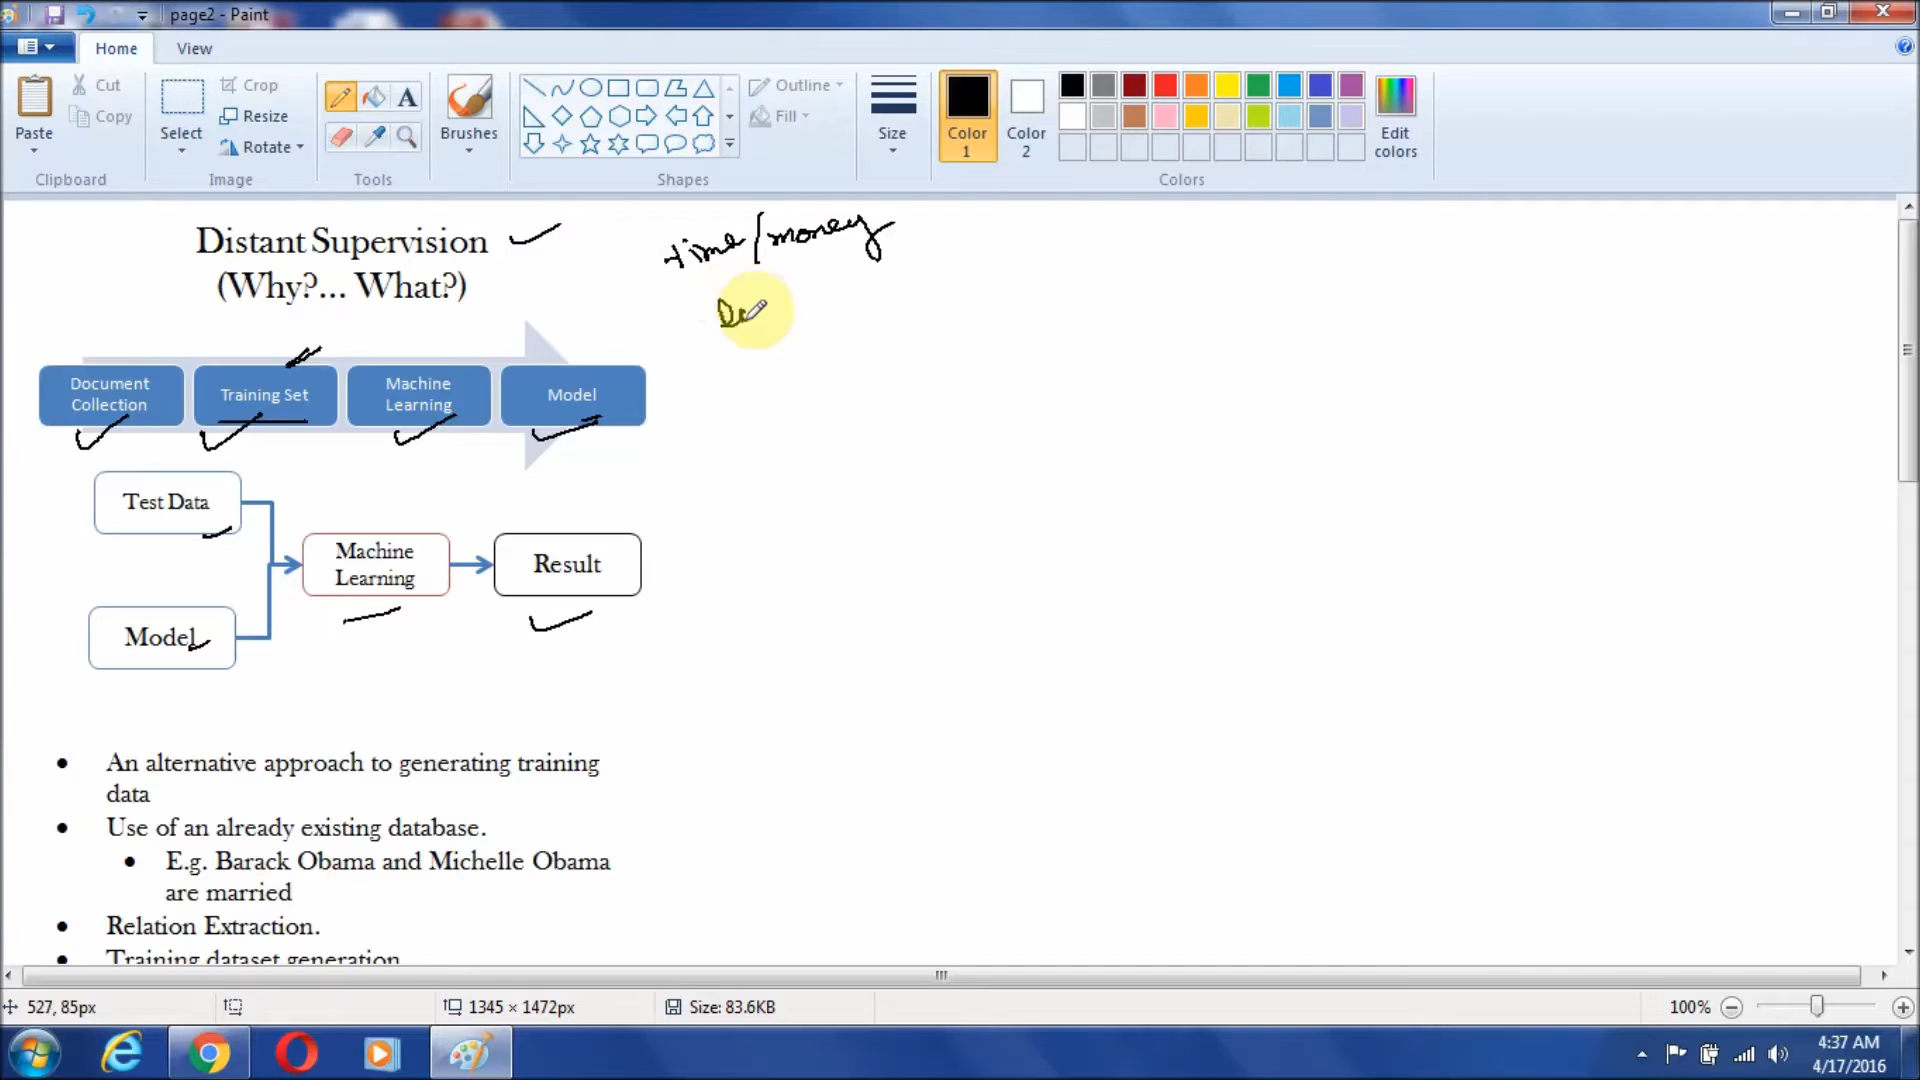 page2 - Paint
Home
View
Paste
Cut
Copy
Clipboard
Select
Crop
Resize
Rotate
Image
A
Tools
Brushes
Shapes
Outline
Fill
Size
Color 1
Color 2
Edit colors
Colors
Distant Supervision
(Why?... What?)
time/money
Document
Collection
Training Set
Machine
Learning
Model
Test Data
Machine
Learning
Result
Model
• An alternative approach to generating training
data
• Use of an already existing database.
• E.g. Barack Obama and Michelle Obama
are married
• Relation Extraction.
• Training dataset generation
527, 85px
1345 × 1472px
Size: 83.6KB
100%
4:37 AM
4/17/2016